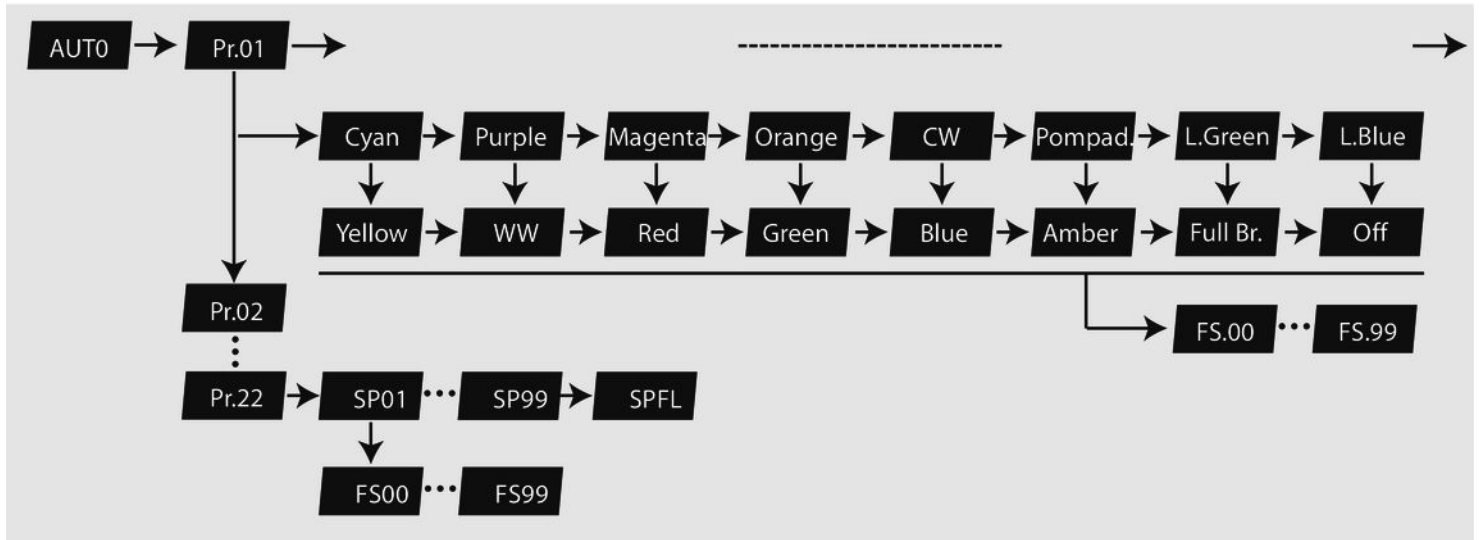 AUTO Pr.01
Cyan Purple Magenta Orange CW Pompad. L.Green L.Blue
Yellow WW Red Green Blue Amber Full Br. Off
Pr.02
FS.00 FS.99
Pr.22 SP01 SP99 SPFL
FS00 FS99